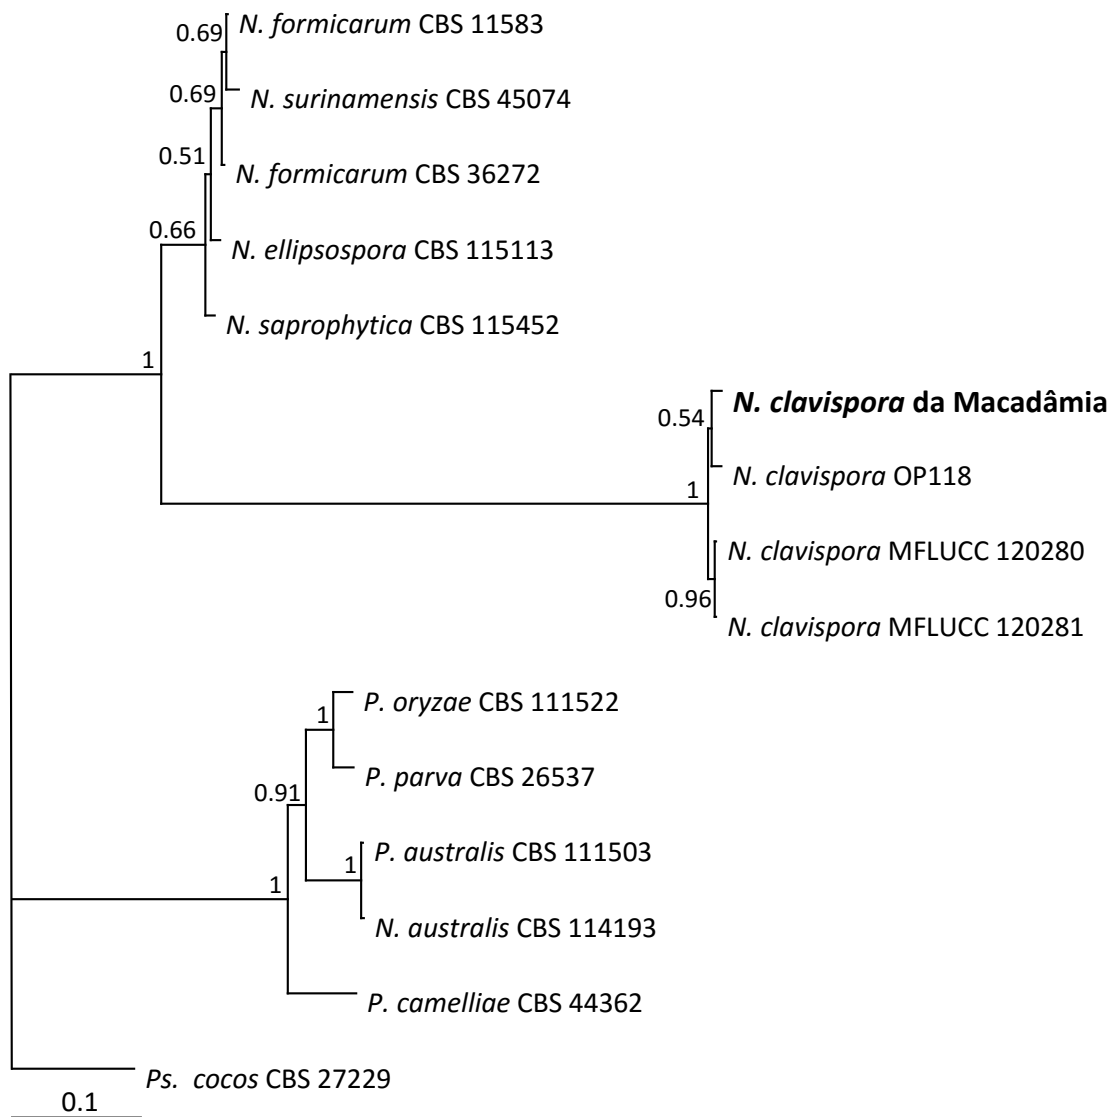 0.69
N. formicarum CBS 11583
0.69
N. surinamensis CBS 45074
0.51
N. formicarum CBS 36272
0.66
N. ellipsospora CBS 115113
N. saprophytica CBS 115452
1
N. clavispora da Macadâmia
0.54
N. clavispora OP118
1
N. clavispora MFLUCC 120280
0.96
N. clavispora MFLUCC 120281
P. oryzae CBS 111522
1
P. parva CBS 26537
0.91
P. australis CBS 111503
1
1
N. australis CBS 114193
P. camelliae CBS 44362
Ps. cocos CBS 27229
0.1